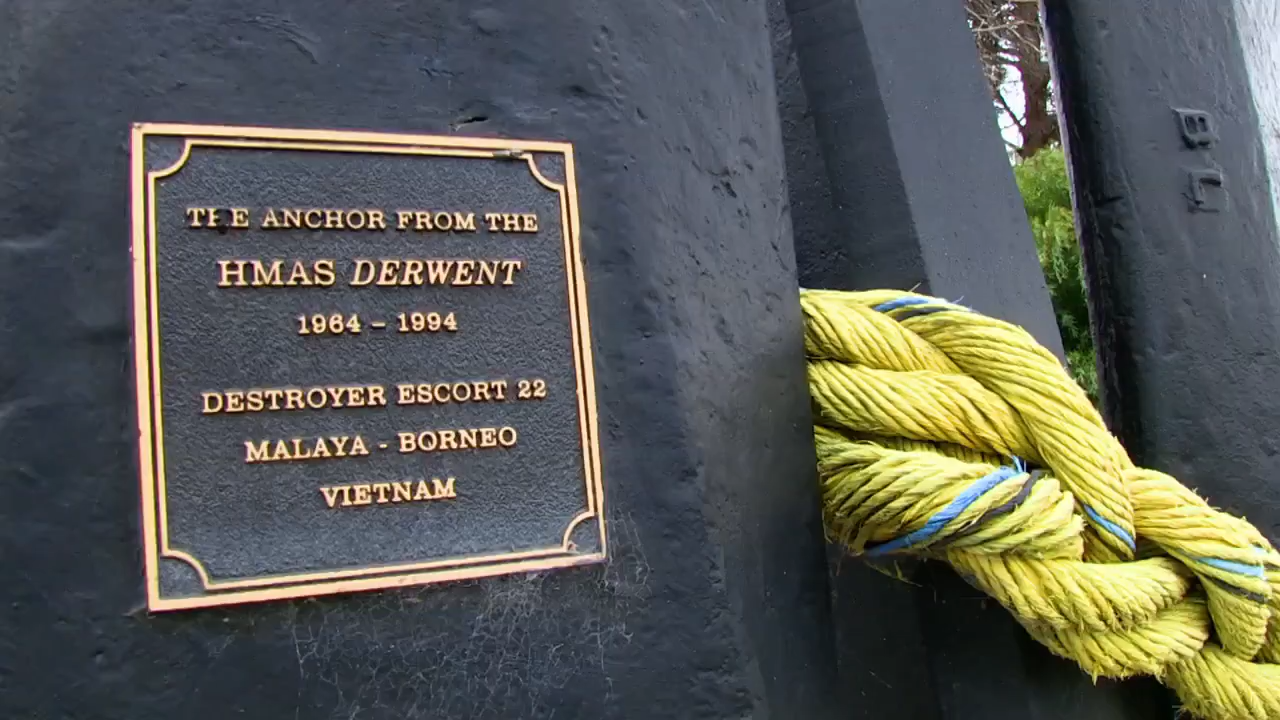 THE ANCHOR FROM THE
HMAS DERWENT
1964 - 1994
DESTROYER ESCORT 22
MALAYA - BORNEO
VIETNAM